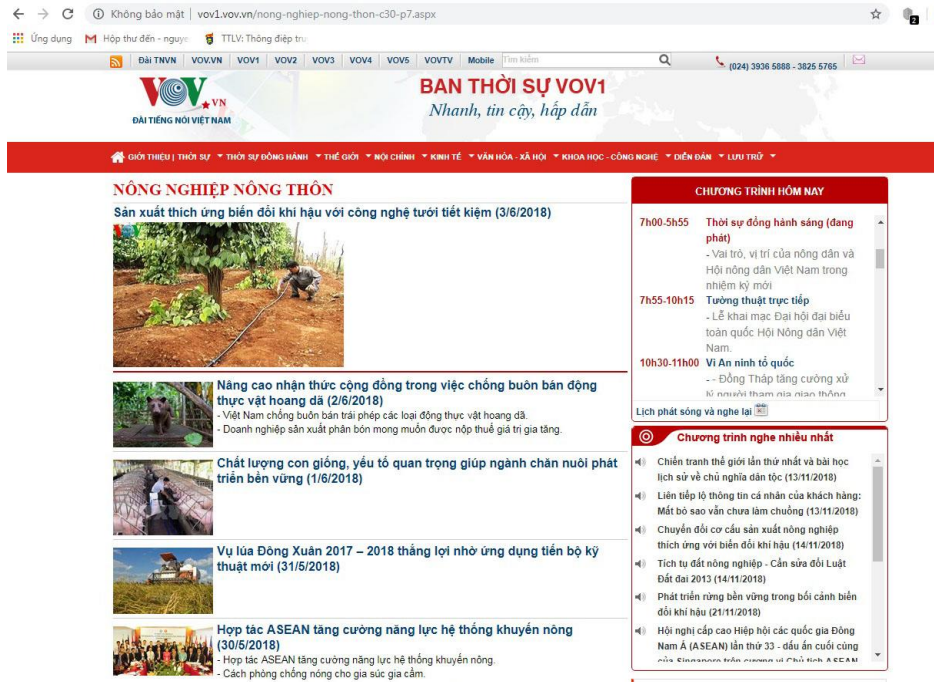 Không bảo mật | vov1.vov.vn/nong-nghiep-nong-thon-c30-p7.aspx
2
Ứng dụng Hộp thư đến - nguye TTLV: Thông điệp tru
Đài TNVN VOV.VN VOV1 VOV2 VOV3 VOV4 VOV5 VOVTV Mobile Tìm kiếm (024) 3936 5888 - 3825 5765
VOV.VN
ĐÀI TIẾNG NÓI VIỆT NAM
BAN THỜI SỰ VOV1
Nhanh, tin cậy, hấp dẫn
GIỚI THIỆU | THỜI SỰ THỜI SỰ ĐỒNG HÀNH THẾ GIỚI NỘI CHÍNH KINH TẾ VĂN HÓA - XÃ HỘI KHOA HỌC - CÔNG NGHỆ DIỄN ĐÀN LƯU TRỮ
NÔNG NGHIỆP NÔNG THÔN
Sản xuất thích ứng biến đổi khí hậu với công nghệ tưới tiết kiệm (3/6/2018)
VOV
Nâng cao nhận thức cộng đồng trong việc chống buôn bán động
thực vật hoang dã (2/6/2018)
- Việt Nam chống buôn bán trái phép các loại động thực vật hoang dã.
- Doanh nghiệp sản xuất phân bón mong muốn được nộp thuế giá trị gia tăng.
Chất lượng con giống, yếu tố quan trọng giúp ngành chăn nuôi phát
triển bền vững (1/6/2018)
Vụ lúa Đông Xuân 2017 – 2018 thắng lợi nhờ ứng dụng tiến bộ kỹ
thuật mới (31/5/2018)
Hợp tác ASEAN tăng cường năng lực hệ thống khuyến nông
(30/5/2018)
- Hợp tác ASEAN tăng cường năng lực hệ thống khuyến nông.
- Cách phòng chống nóng cho gia súc gia cầm.
CHƯƠNG TRÌNH HÔM NAY
7h00-5h55 Thời sự đồng hành sáng (đang
phát)
- Vai trò, vị trí của nông dân và
Hội nông dân Việt Nam trong
nhiệm kỳ mới
7h55-10h15 Tường thuật trực tiếp
- Lễ khai mạc Đại hội đại biểu
toàn quốc Hội Nông dân Việt
Nam.
10h30-11h00 Vì An ninh tổ quốc
- - Đồng Tháp tăng cường xử
lý người tham gia giao thông
Lịch phát sóng và nghe lại
Chương trình nghe nhiều nhất
Chiến tranh thế giới lần thứ nhất và bài học
lịch sử về chủ nghĩa dân tộc (13/11/2018)
Liên tiếp lộ thông tin cá nhân của khách hàng:
Mất bò sao vẫn chưa làm chuồng (13/11/2018)
Chuyển đổi cơ cấu sản xuất nông nghiệp
thích ứng với biến đổi khí hậu (14/11/2018)
Tích tụ đất nông nghiệp - Cần sửa đổi Luật
Đất đai 2013 (14/11/2018)
Phát triển rừng bền vững trong bối cảnh biến
đổi khí hậu (21/11/2018)
Hội nghị cấp cao Hiệp hội các quốc gia Đông
Nam Á (ASEAN) lần thứ 33 - dấu ấn cuối cùng
của Singapore trên cương vị Chủ tịch ASEAN